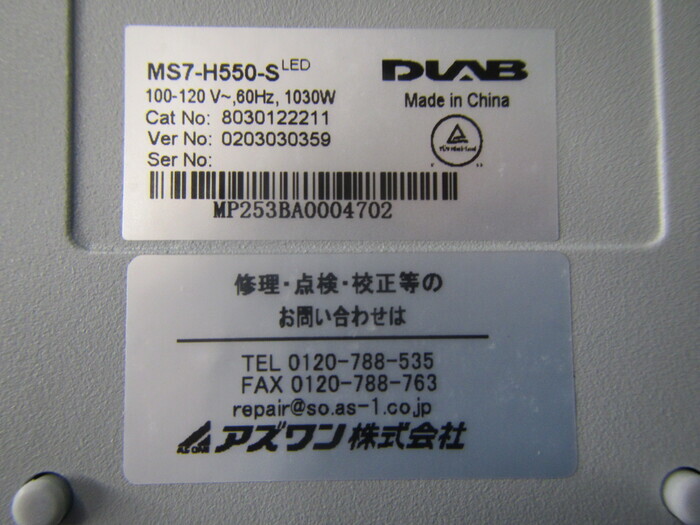 MS7-H550-S LED
DLAB
100-120 V~,60Hz, 1030W
Made in China
Cat No: 8030122211
Ver No: 0203030359
Ser No:
MP253BA0004702
修理・点検・校正等の
お問い合わせは
TEL 0120-788-535
FAX 0120-788-763
repair@so.as-1.co.jp
AS ONE アズワン株式会社